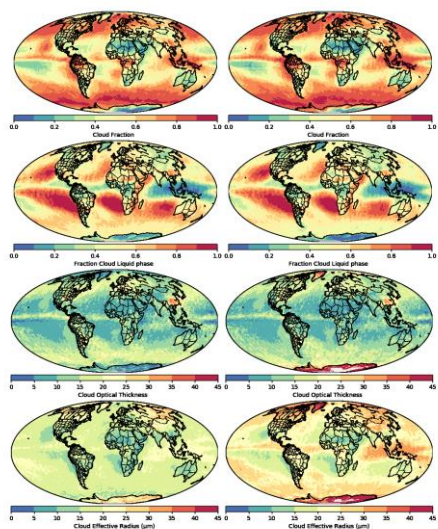 0.0 0.2 0.4 0.6 0.8 1.0 0.0 0.2 0.4 0.6 0.8 1.0
Cloud Fraction Cloud Fraction
0.0 0.2 0.4 0.6 0.8 1.0 0.0 0.2 0.4 0.6 0.8 1.0
Fraction Cloud Liquid phase Fraction Cloud Liquid phase
0 5 10 15 20 25 30 35 40 45 0 5 10 15 20 25 30 35 40 45
Cloud Optical Thickness Cloud Optical Thickness
0 5 10 15 20 25 30 35 40 45 0 5 10 15 20 25 30 35 40 45
Cloud Effective Radius (μm) Cloud Effective Radius (μm)